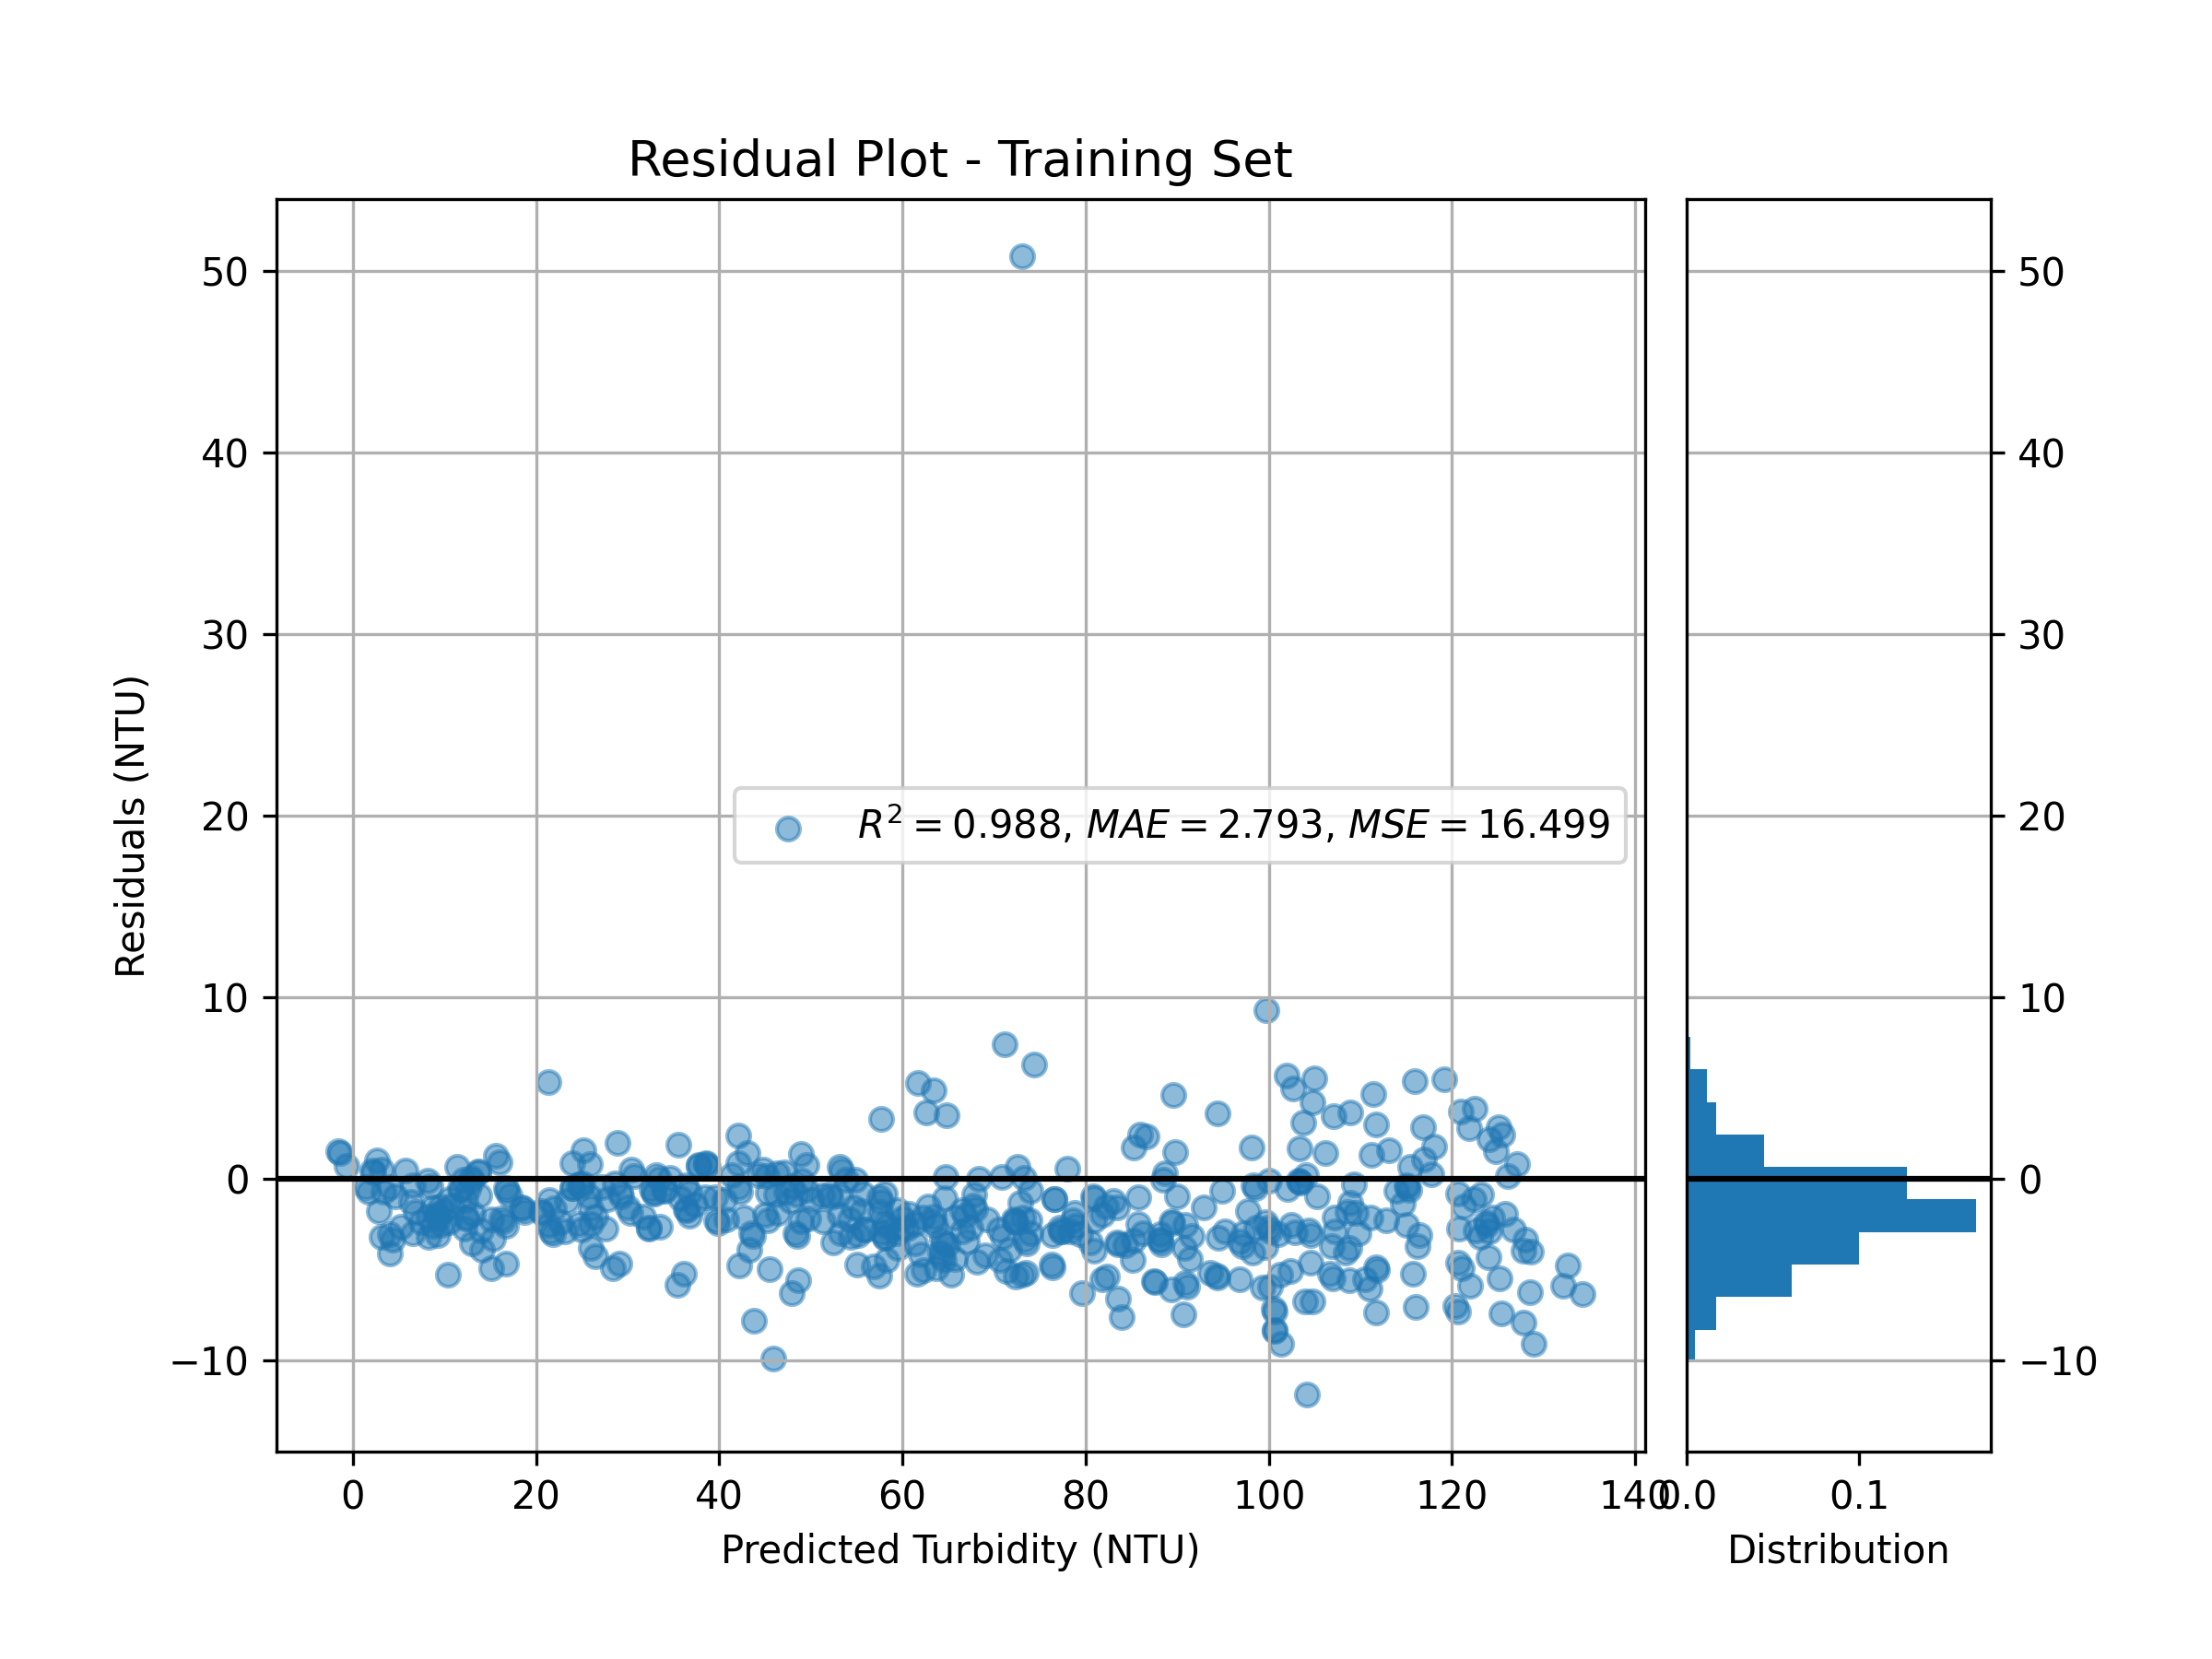 Residual Plot - Training Set
50
40
30
20
10
0
−10
Residuals (NTU)
R² = 0.988, MAE = 2.793, MSE = 16.499
0 20 40 60 80 100 120 140
Predicted Turbidity (NTU)
50
40
30
20
10
0
−10
0.0 0.1
Distribution